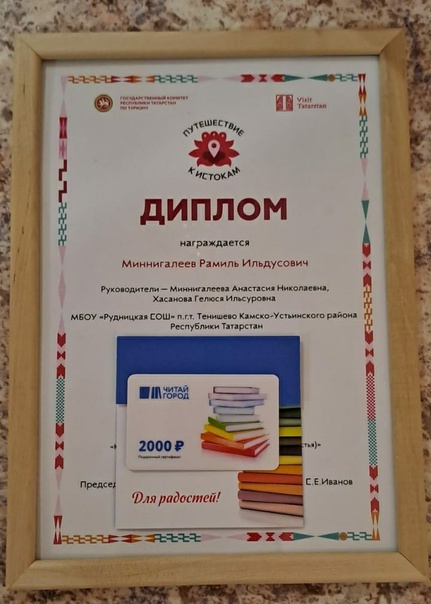 ГОСУДАРСТВЕННЫЙ КОМИТЕТ
РЕСПУБЛИКИ ТАТАРСТАН
ПО ТУРИЗМУ
Visit
Tatarstan
ПУТЕШЕСТВИЕ
К ИСТОКАМ
ДИПЛОМ
награждается
Миннигалеев Рамиль Ильдусович
Руководители — Миннигалеева Анастасия Николаевна,
Хасанова Гелюся Ильсуровна
МБОУ «Рудницкая ЕОШ» п.г.т. Тенишево Камско-Устьинского района
Республики Татарстан
ЧИТАЙ
ГОРОД
2000 ₽
Подарочный сертификат
Для радостей!
Председ
С.Е.Иванов